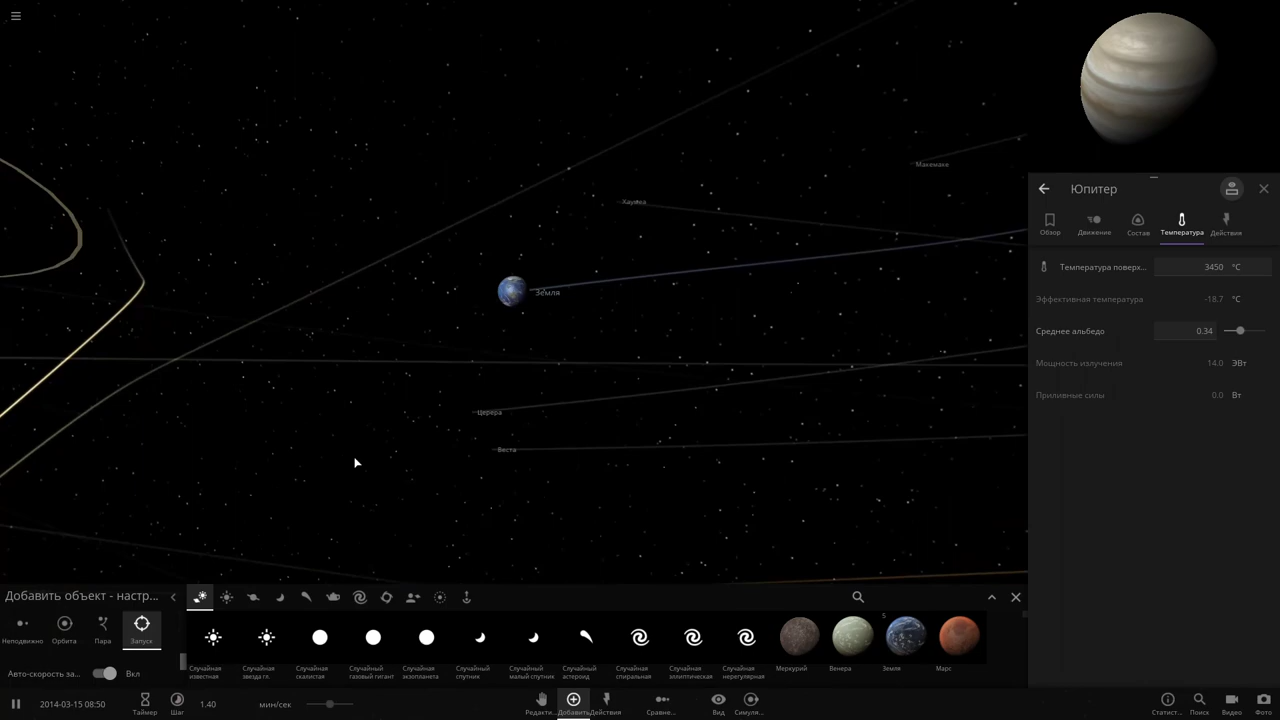 Макемаке
Хаумеа
Земля
Церера
Веста
Юпитер
Обзор
Движение
Состав
Температура
Действия
Температура поверх... 3450 °C
Эффективная температура -18.7 °C
Среднее альбедо 0.34
Мощность излучения 14.0 ЭВт
Приливные силы 0.0 Вт
Добавить объект - настр...
Неподвижно
Орбита
Пара
Запуск
Авто-скорость за... Вкл
Случайная известная
Случайная звезда гл.
Случайная скалистая
Случайный газовый гигант
Случайная экзопланета
Случайный спутник
Случайный малый спутник
Случайный астероид
Случайная спиральная
Случайная эллиптическая
Случайная нерегулярная
Меркурий
Венера
5
Земля
Марс
2014-03-15 08:50
Таймер
Шаг
1.40
мин/сек
Редакти...
Добавить
Действия
Сравне...
Вид
Симуля...
Статист...
Поиск
Видео
Фото